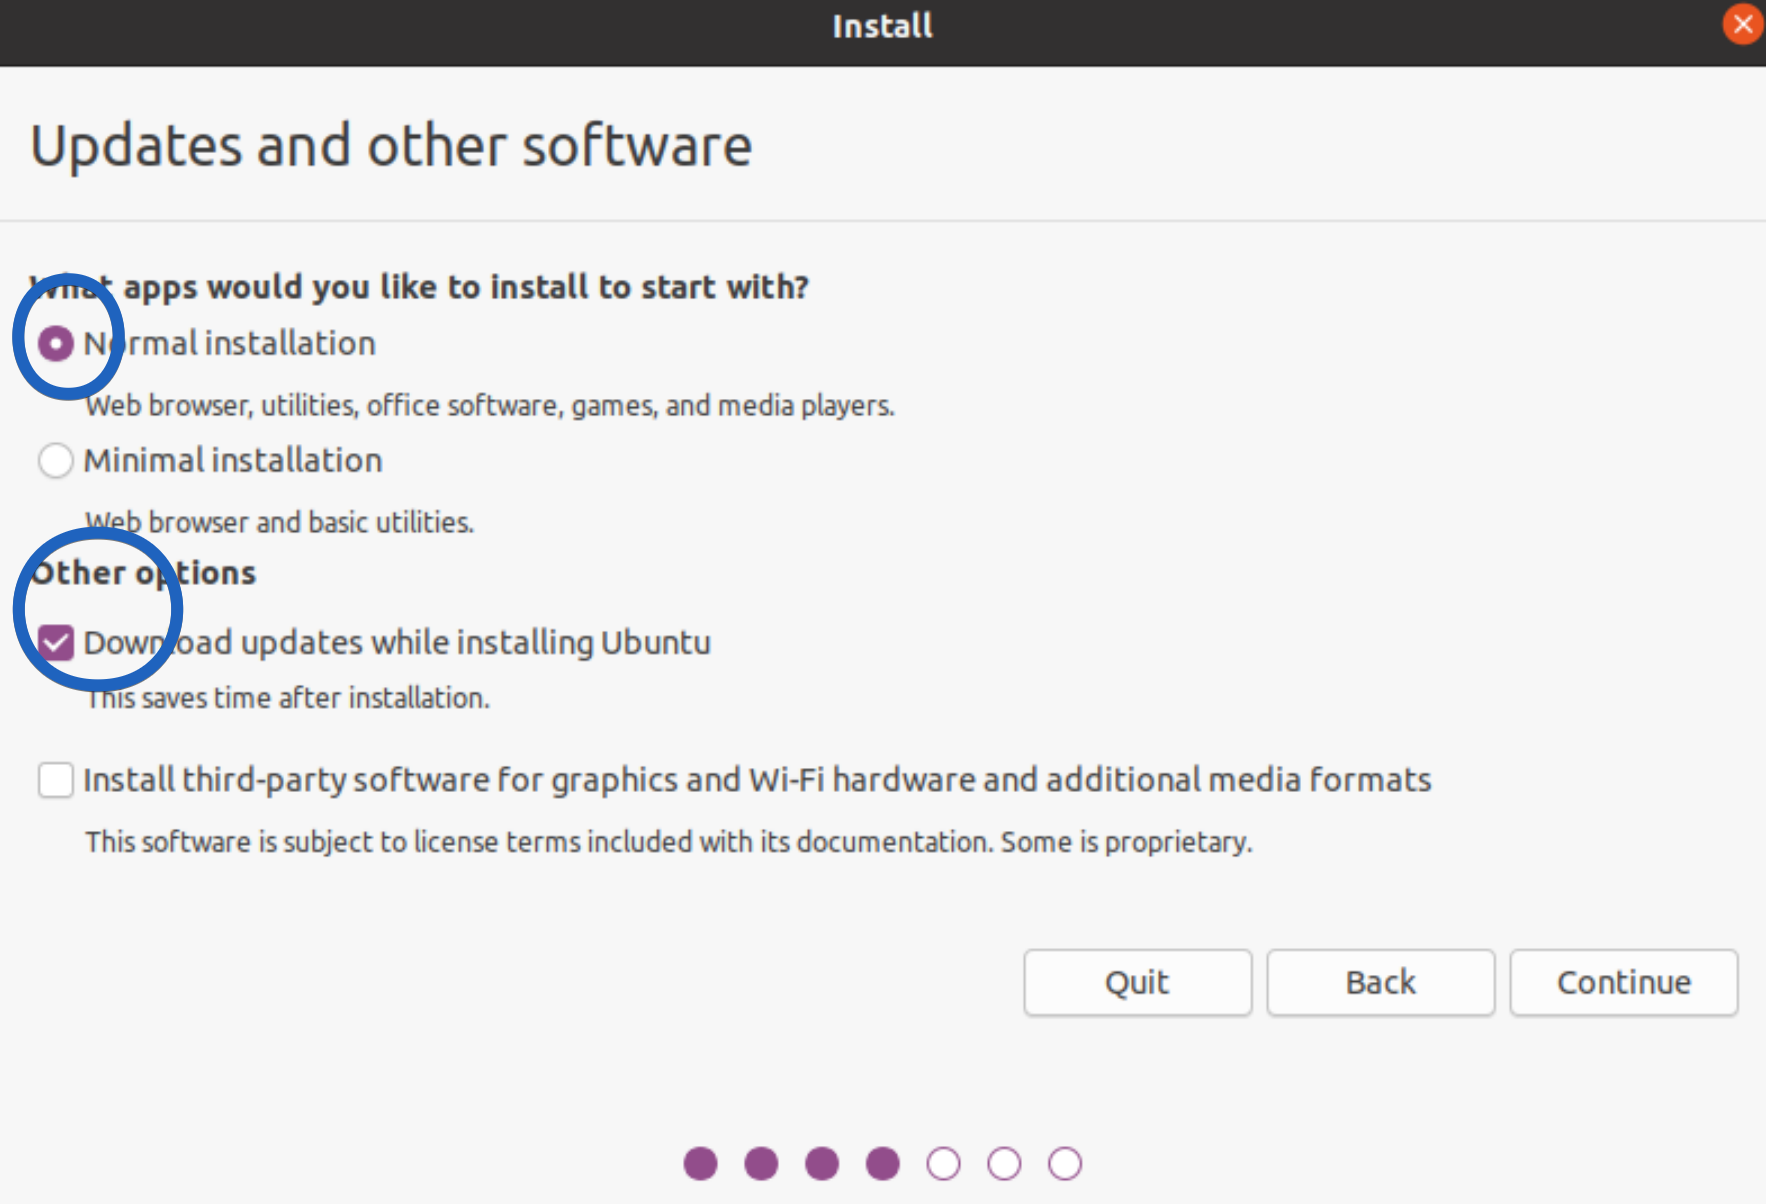 Install
Updates and other software
What apps would you like to install to start with?
Normal installation
Web browser, utilities, office software, games, and media players.
Minimal installation
Web browser and basic utilities.
Other options
Download updates while installing Ubuntu
This saves time after installation.
Install third-party software for graphics and Wi-Fi hardware and additional media formats
This software is subject to license terms included with its documentation. Some is proprietary.
Quit Back Continue